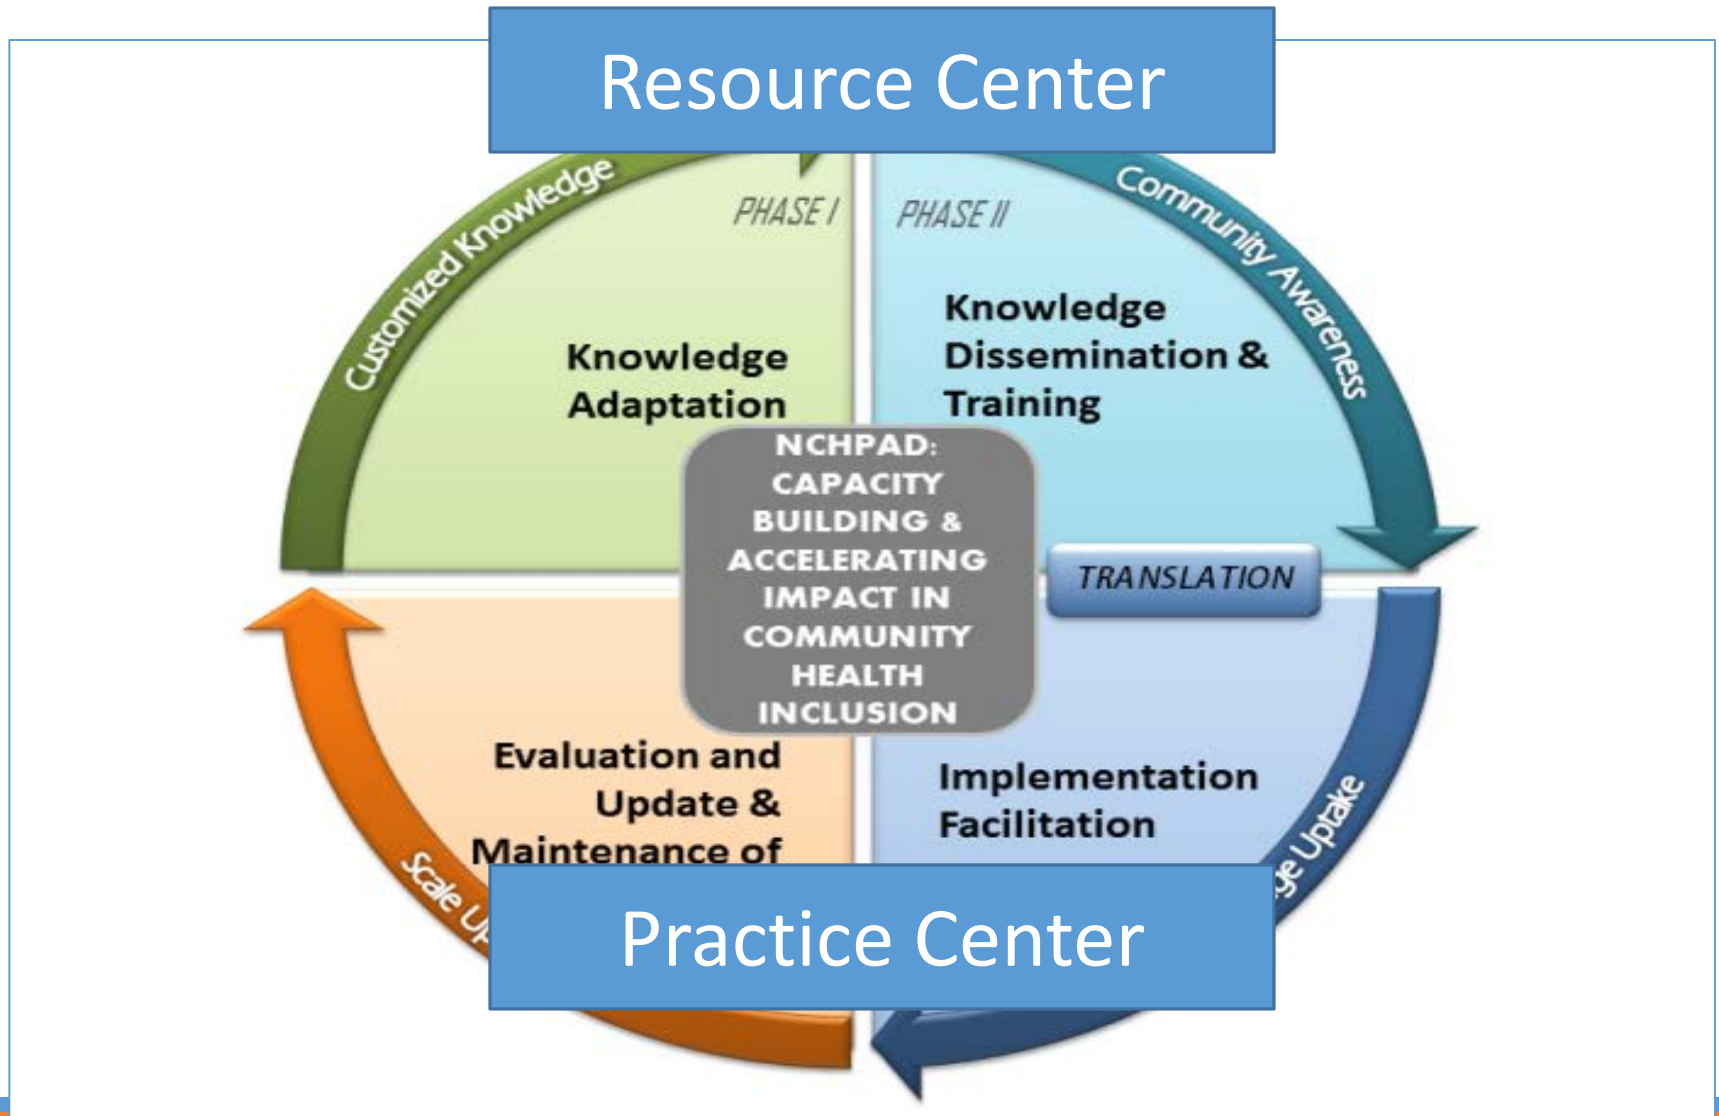 Resource Center
Customized Knowledge
PHASE I
PHASE II
Community Awareness
Knowledge
Adaptation
Knowledge
Dissemination &
Training
NCHPAD:
CAPACITY
BUILDING &
ACCELERATING
IMPACT IN
COMMUNITY
HEALTH
INCLUSION
TRANSLATION
Evaluation and
Update &
Maintenance of
Implementation
Facilitation
Scale
Uptake
Practice Center